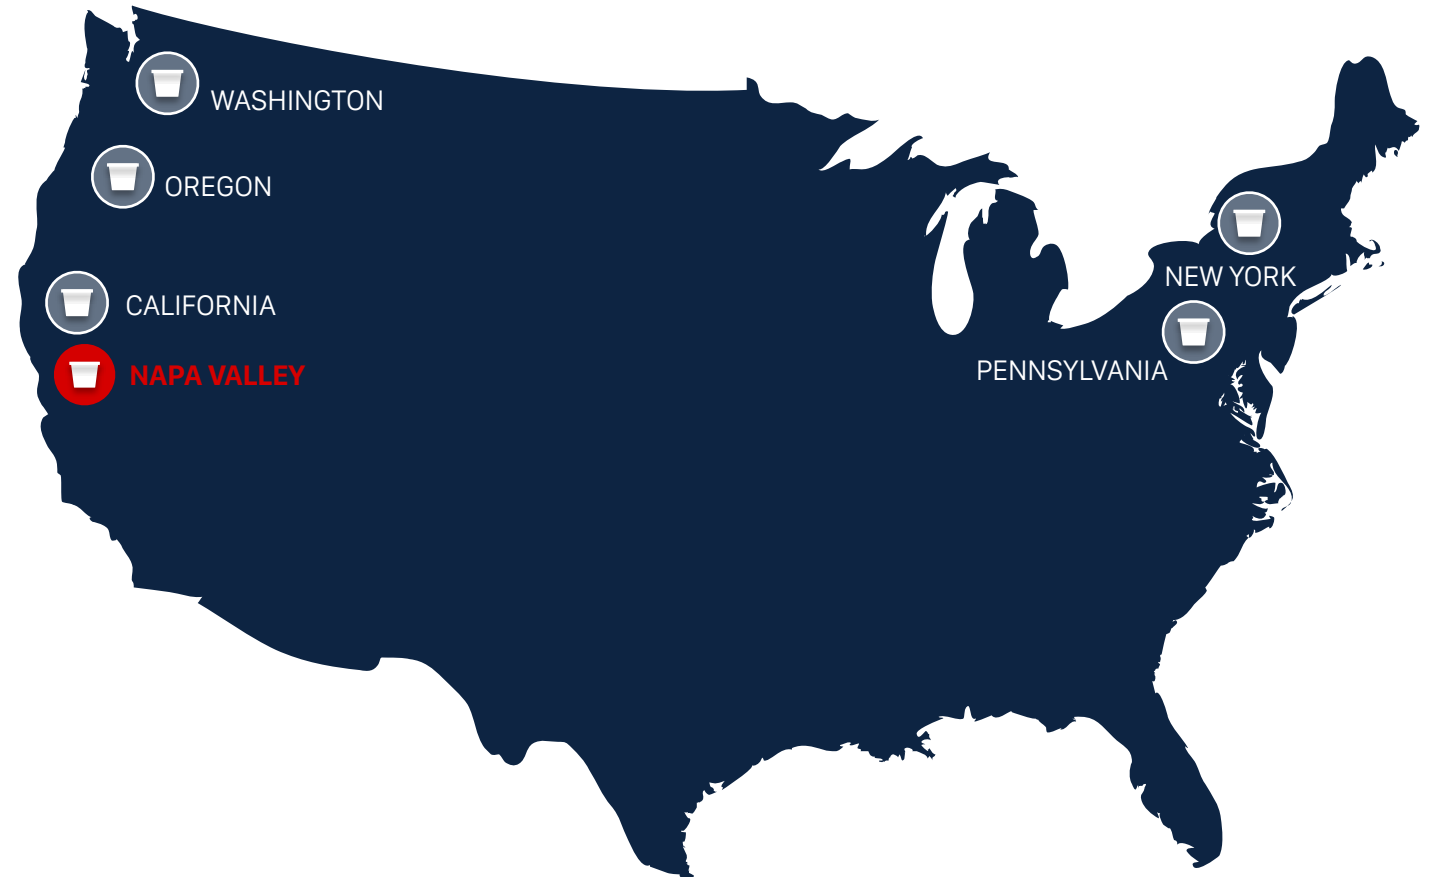 WASHINGTON
OREGON
CALIFORNIA
NAPA VALLEY
NEW YORK
PENNSYLVANIA